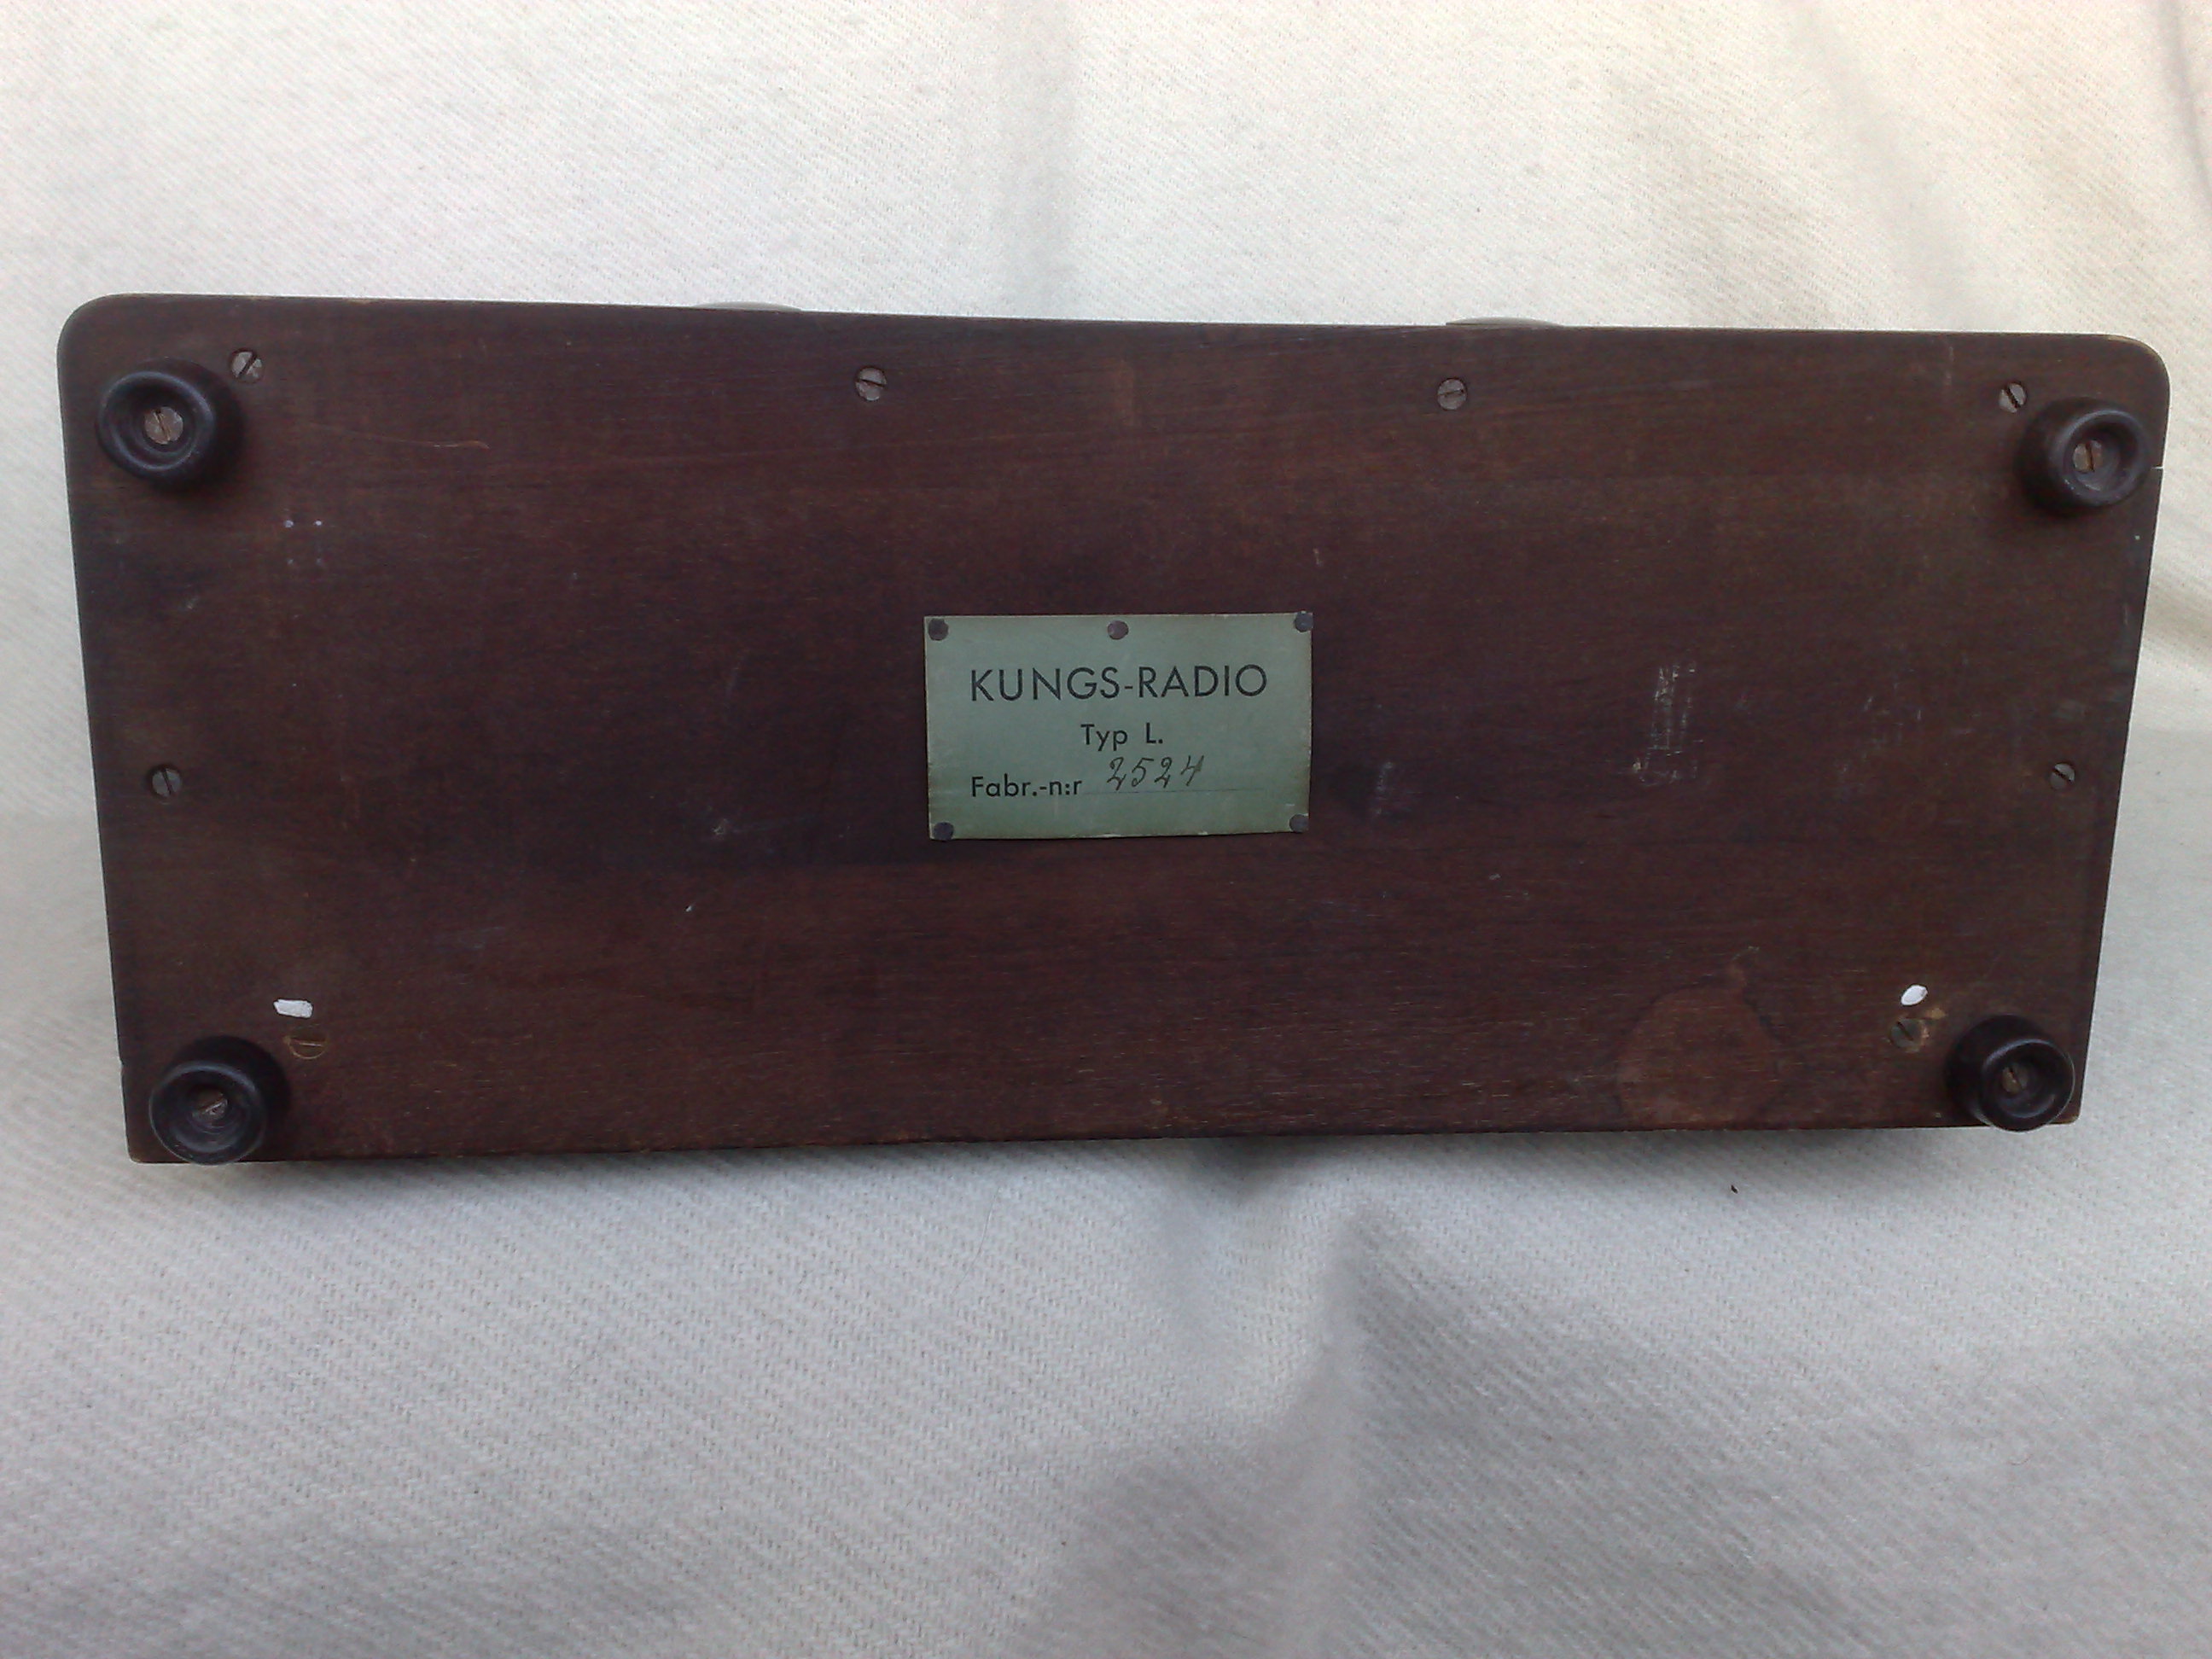 KUNGS-RADIO
Typ L.
Fabr.-n:r 2524